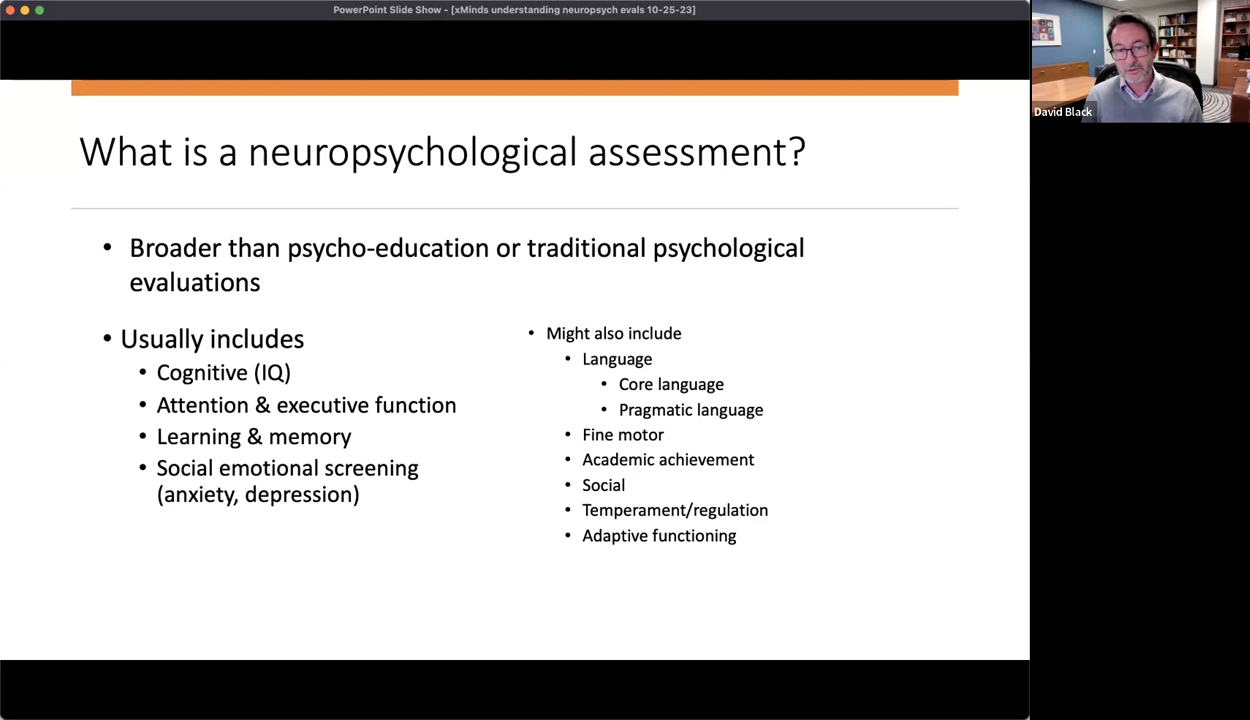 PowerPoint Slide Show - [xMinds understanding neuropsych evals 10-25-23]
David Black
What is a neuropsychological assessment?
• Broader than psycho-education or traditional psychological
evaluations
• Usually includes
• Cognitive (IQ)
• Attention & executive function
• Learning & memory
• Social emotional screening
(anxiety, depression)
• Might also include
• Language
• Core language
• Pragmatic language
• Fine motor
• Academic achievement
• Social
• Temperament/regulation
• Adaptive functioning